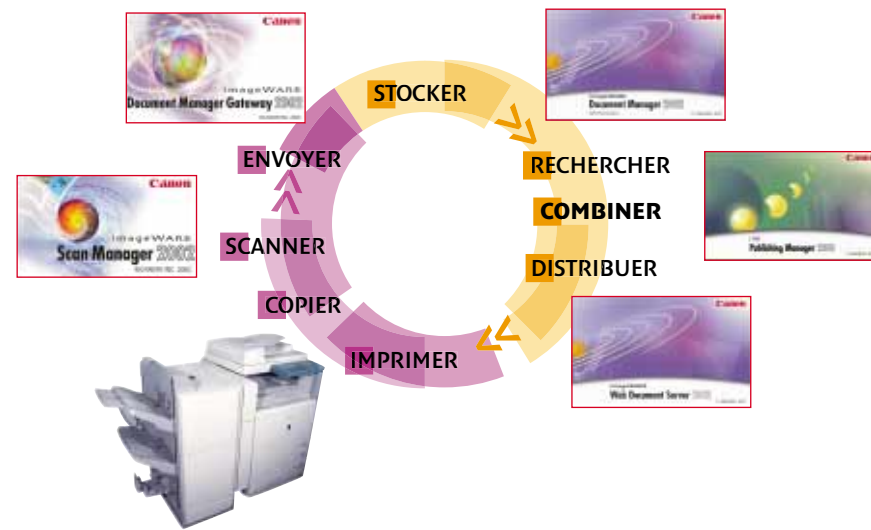 Canon
imageWARE
Document Manager Gateway 2002
STOCKER
Document Manager 2002
ENVOYER
RECHERCHER
Canon
Canon
imageWARE
Scan Manager 2002
COMBINER
SCANNER
Publishing Manager 2002
DISTRIBUER
COPIER
Canon
IMPRIMER
Web Document Server 2002